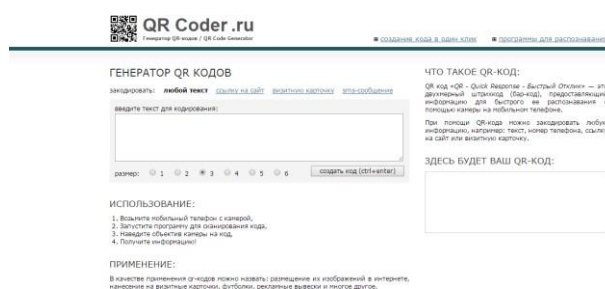 QR Coder.ru
Генератор QR-кодов / QR Code Generator
создание кода в один клик
программы для распознавания
ГЕНЕРАТОР QR КОДОВ
закодировать: любой текст ссылку на сайт визитную карточку sms-сообщение
введите текст для кодирования:
размер: 1 2 3 4 5 6 создать код (ctrl+enter)
ИСПОЛЬЗОВАНИЕ:
1. Возьмите мобильный телефон с камерой,
2. Запустите программу для сканирования кода,
3. Наведите объектив камеры на код,
4. Получите информацию!
ПРИМЕНЕНИЕ:
В качестве применения qr-кодов можно назвать: размещение их изображений в интернете,
нанесение на визитные карточки, футболки, рекламные вывески и многое другое.
ЧТО ТАКОЕ QR-КОД:
QR код «QR - Quick Response - Быстрый Отклик» — это
двухмерный штрихкод (бар-код), предоставляющий
информацию для быстрого ее распознавания с
помощью камеры на мобильном телефоне.
При помощи QR-кода можно закодировать любую
информацию, например: текст, номер телефона, ссылку
на сайт или визитную карточку.
ЗДЕСЬ БУДЕТ ВАШ QR-КОД: